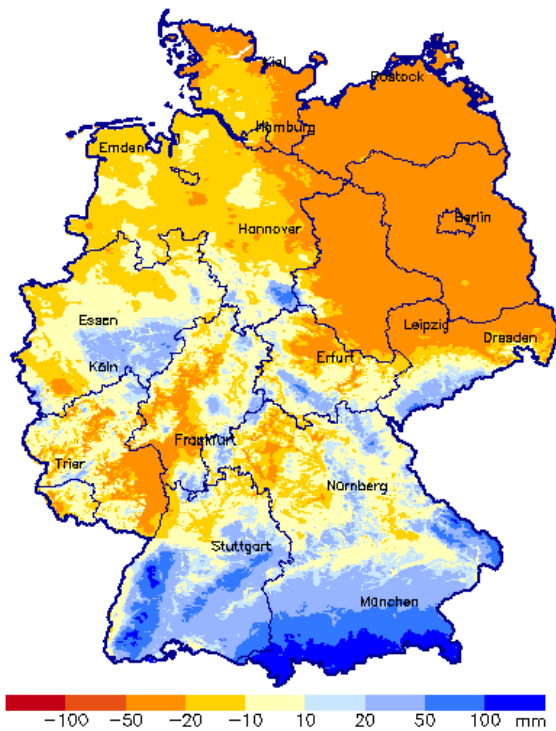 Kiel
Rostock
Hamburg
Emden
Berlin
Hannover
Essen
Leipzig
Dresden
Erfurt
Köln
Frankfurt
Trier
Nürnberg
Stuttgart
München
-100 -50 -20 -10 10 20 50 100 mm